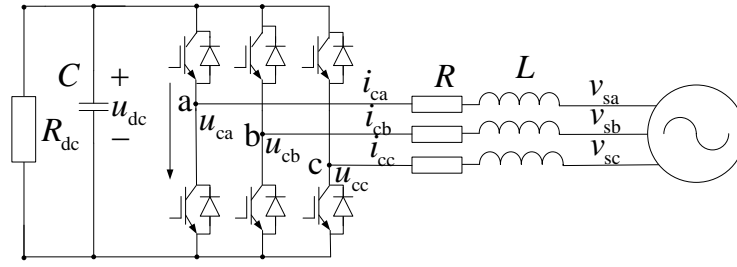 C
+
u_dc
−
R_dc
a
u_ca
b
u_cb
c
u_cc
i_ca
i_cb
i_cc
R
L
v_sa
v_sb
v_sc